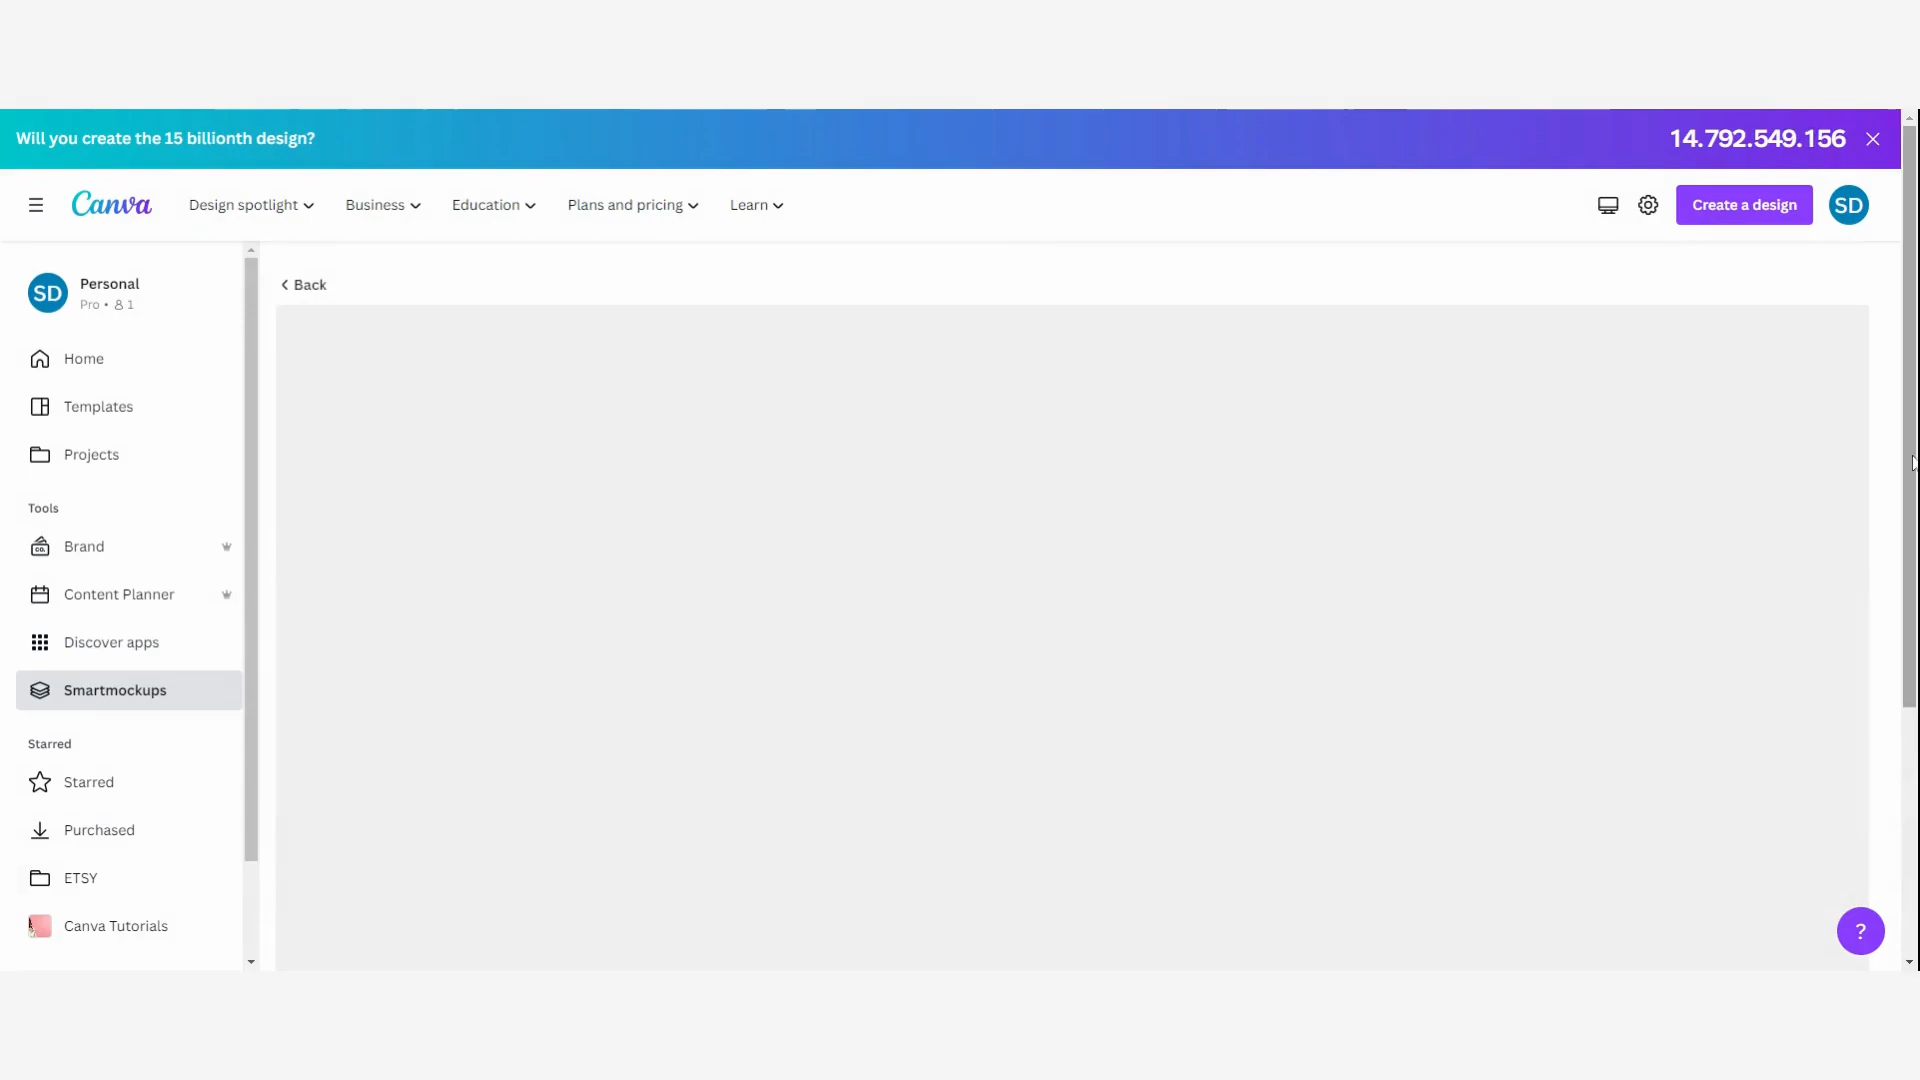 Will you create the 15 billionth design?
14.792.549.156
Canva
Design spotlight
Business
Education
Plans and pricing
Learn
Create a design
SD
SD
Personal
Pro • 1
Back
Home
Templates
Projects
Tools
Brand
Content Planner
Discover apps
Smartmockups
Starred
Starred
Purchased
ETSY
Canva Tutorials
?